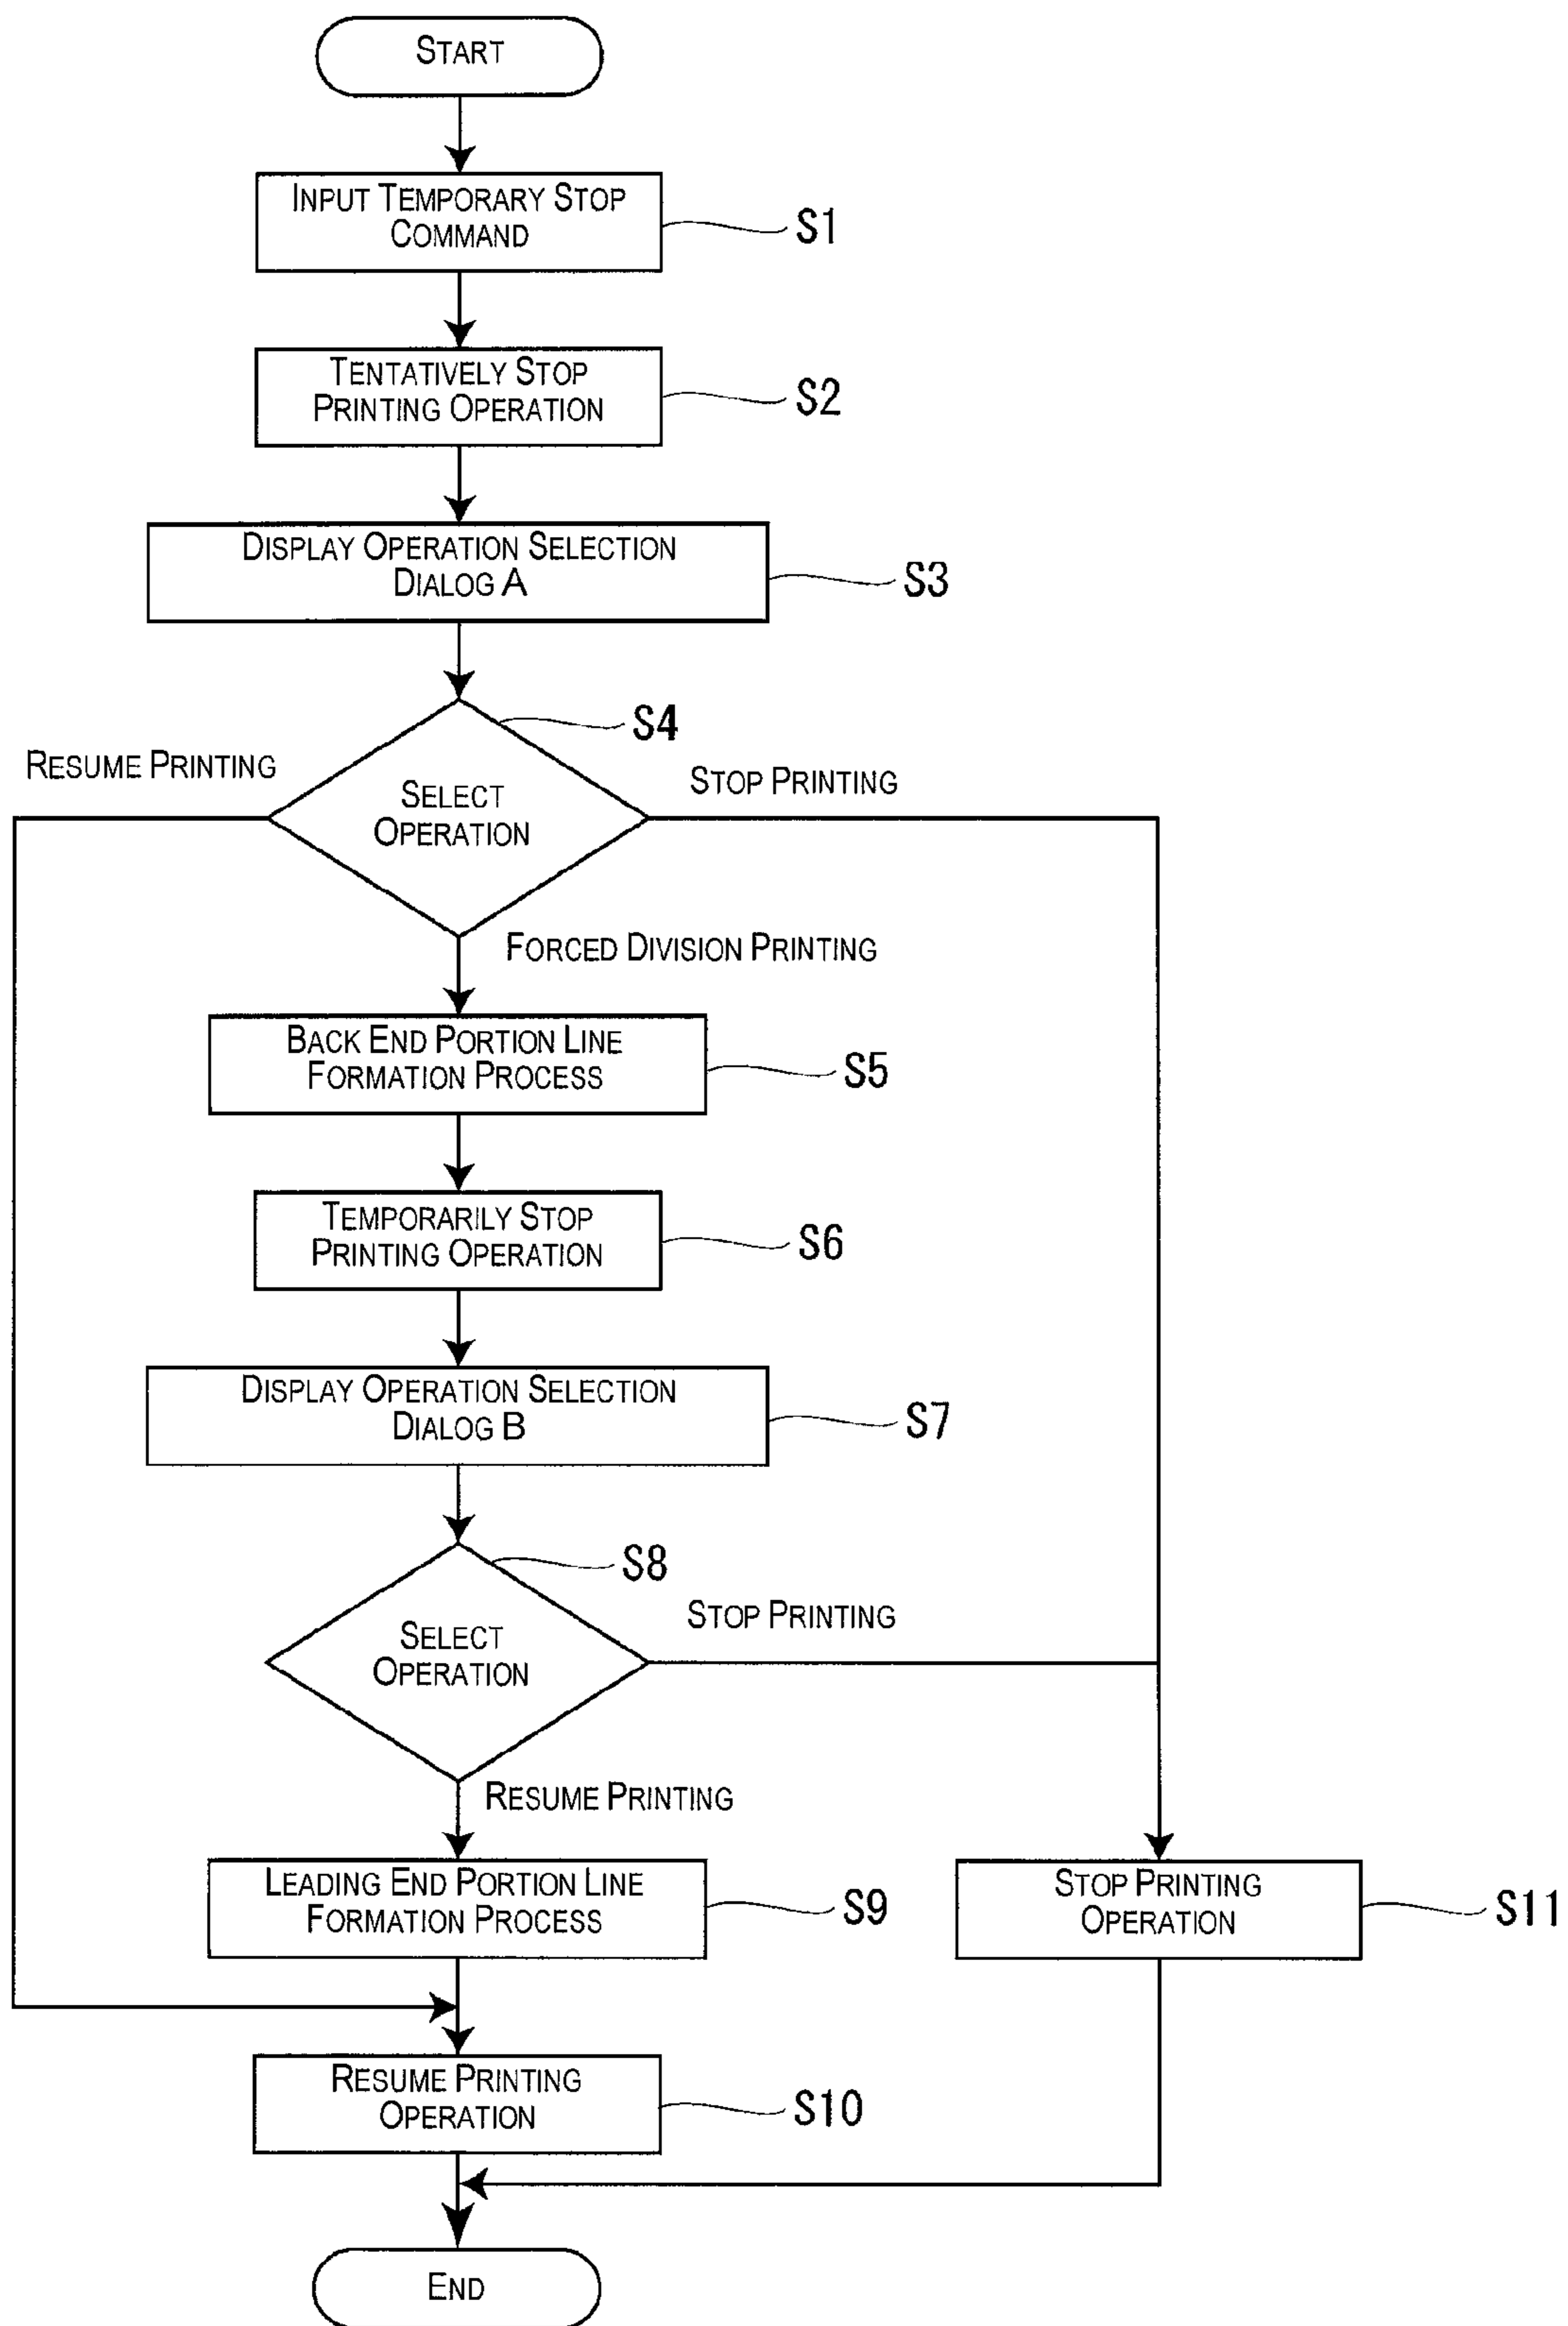 START
INPUT TEMPORARY STOP
COMMAND
S1
TENTATIVELY STOP
PRINTING OPERATION
S2
DISPLAY OPERATION SELECTION
DIALOG A
S3
S4
RESUME PRINTING
STOP PRINTING
SELECT
OPERATION
FORCED DIVISION PRINTING
BACK END PORTION LINE
FORMATION PROCESS
S5
TEMPORARILY STOP
PRINTING OPERATION
S6
DISPLAY OPERATION SELECTION
DIALOG B
S7
S8
STOP PRINTING
SELECT
OPERATION
RESUME PRINTING
LEADING END PORTION LINE
FORMATION PROCESS
S9
STOP PRINTING
OPERATION
S11
RESUME PRINTING
OPERATION
S10
END